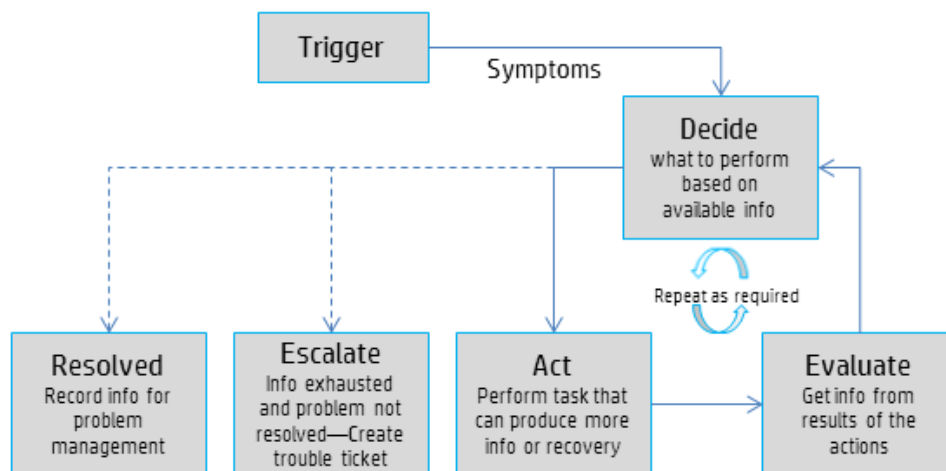 Trigger
Symptoms
Decide
what to perform
based on
available info
Repeat as required
Resolved
Record info for
problem
management
Escalate
Info exhausted
and problem not
resolved—Create
trouble ticket
Act
Perform task that
can produce more
info or recovery
Evaluate
Get info from
results of the
actions